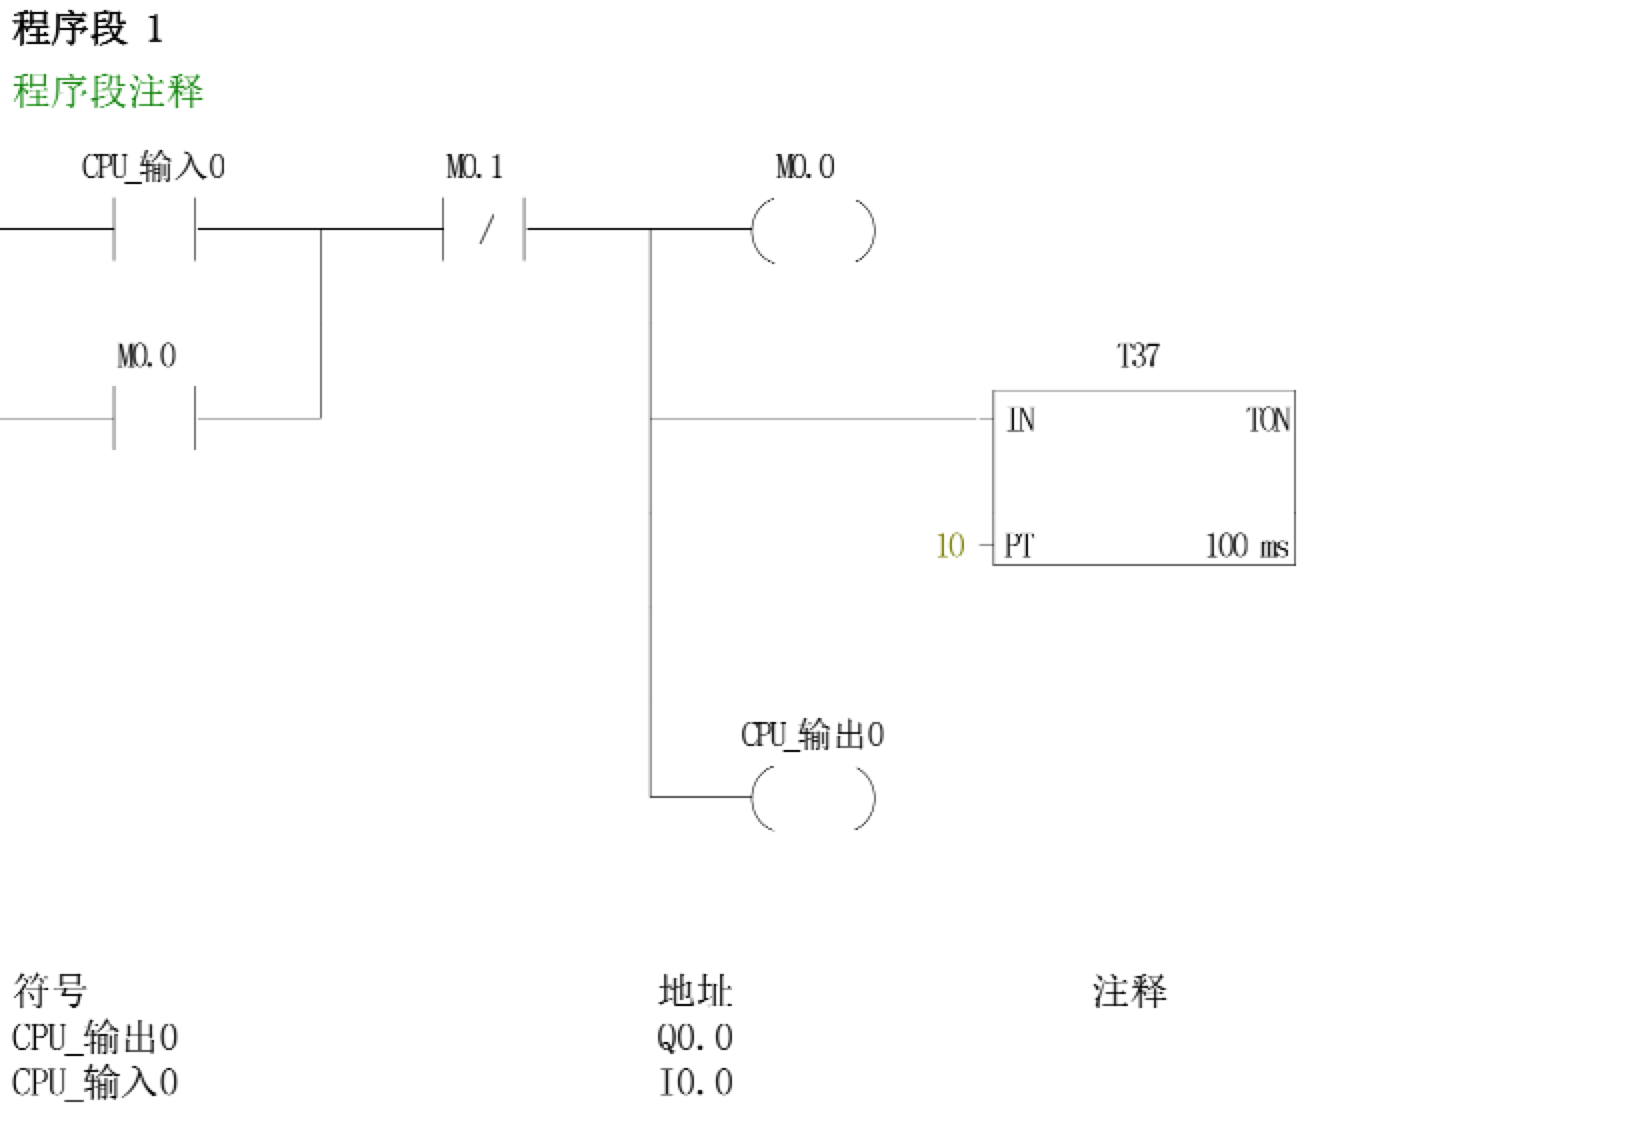 程序段 1
程序段注释
CPU_输入0 M0.1 M0.0
/
M0.0 T37
IN TON
10 PT 100 ms
CPU_输出0
符号 地址 注释
CPU_输出0 Q0.0
CPU_输入0 I0.0